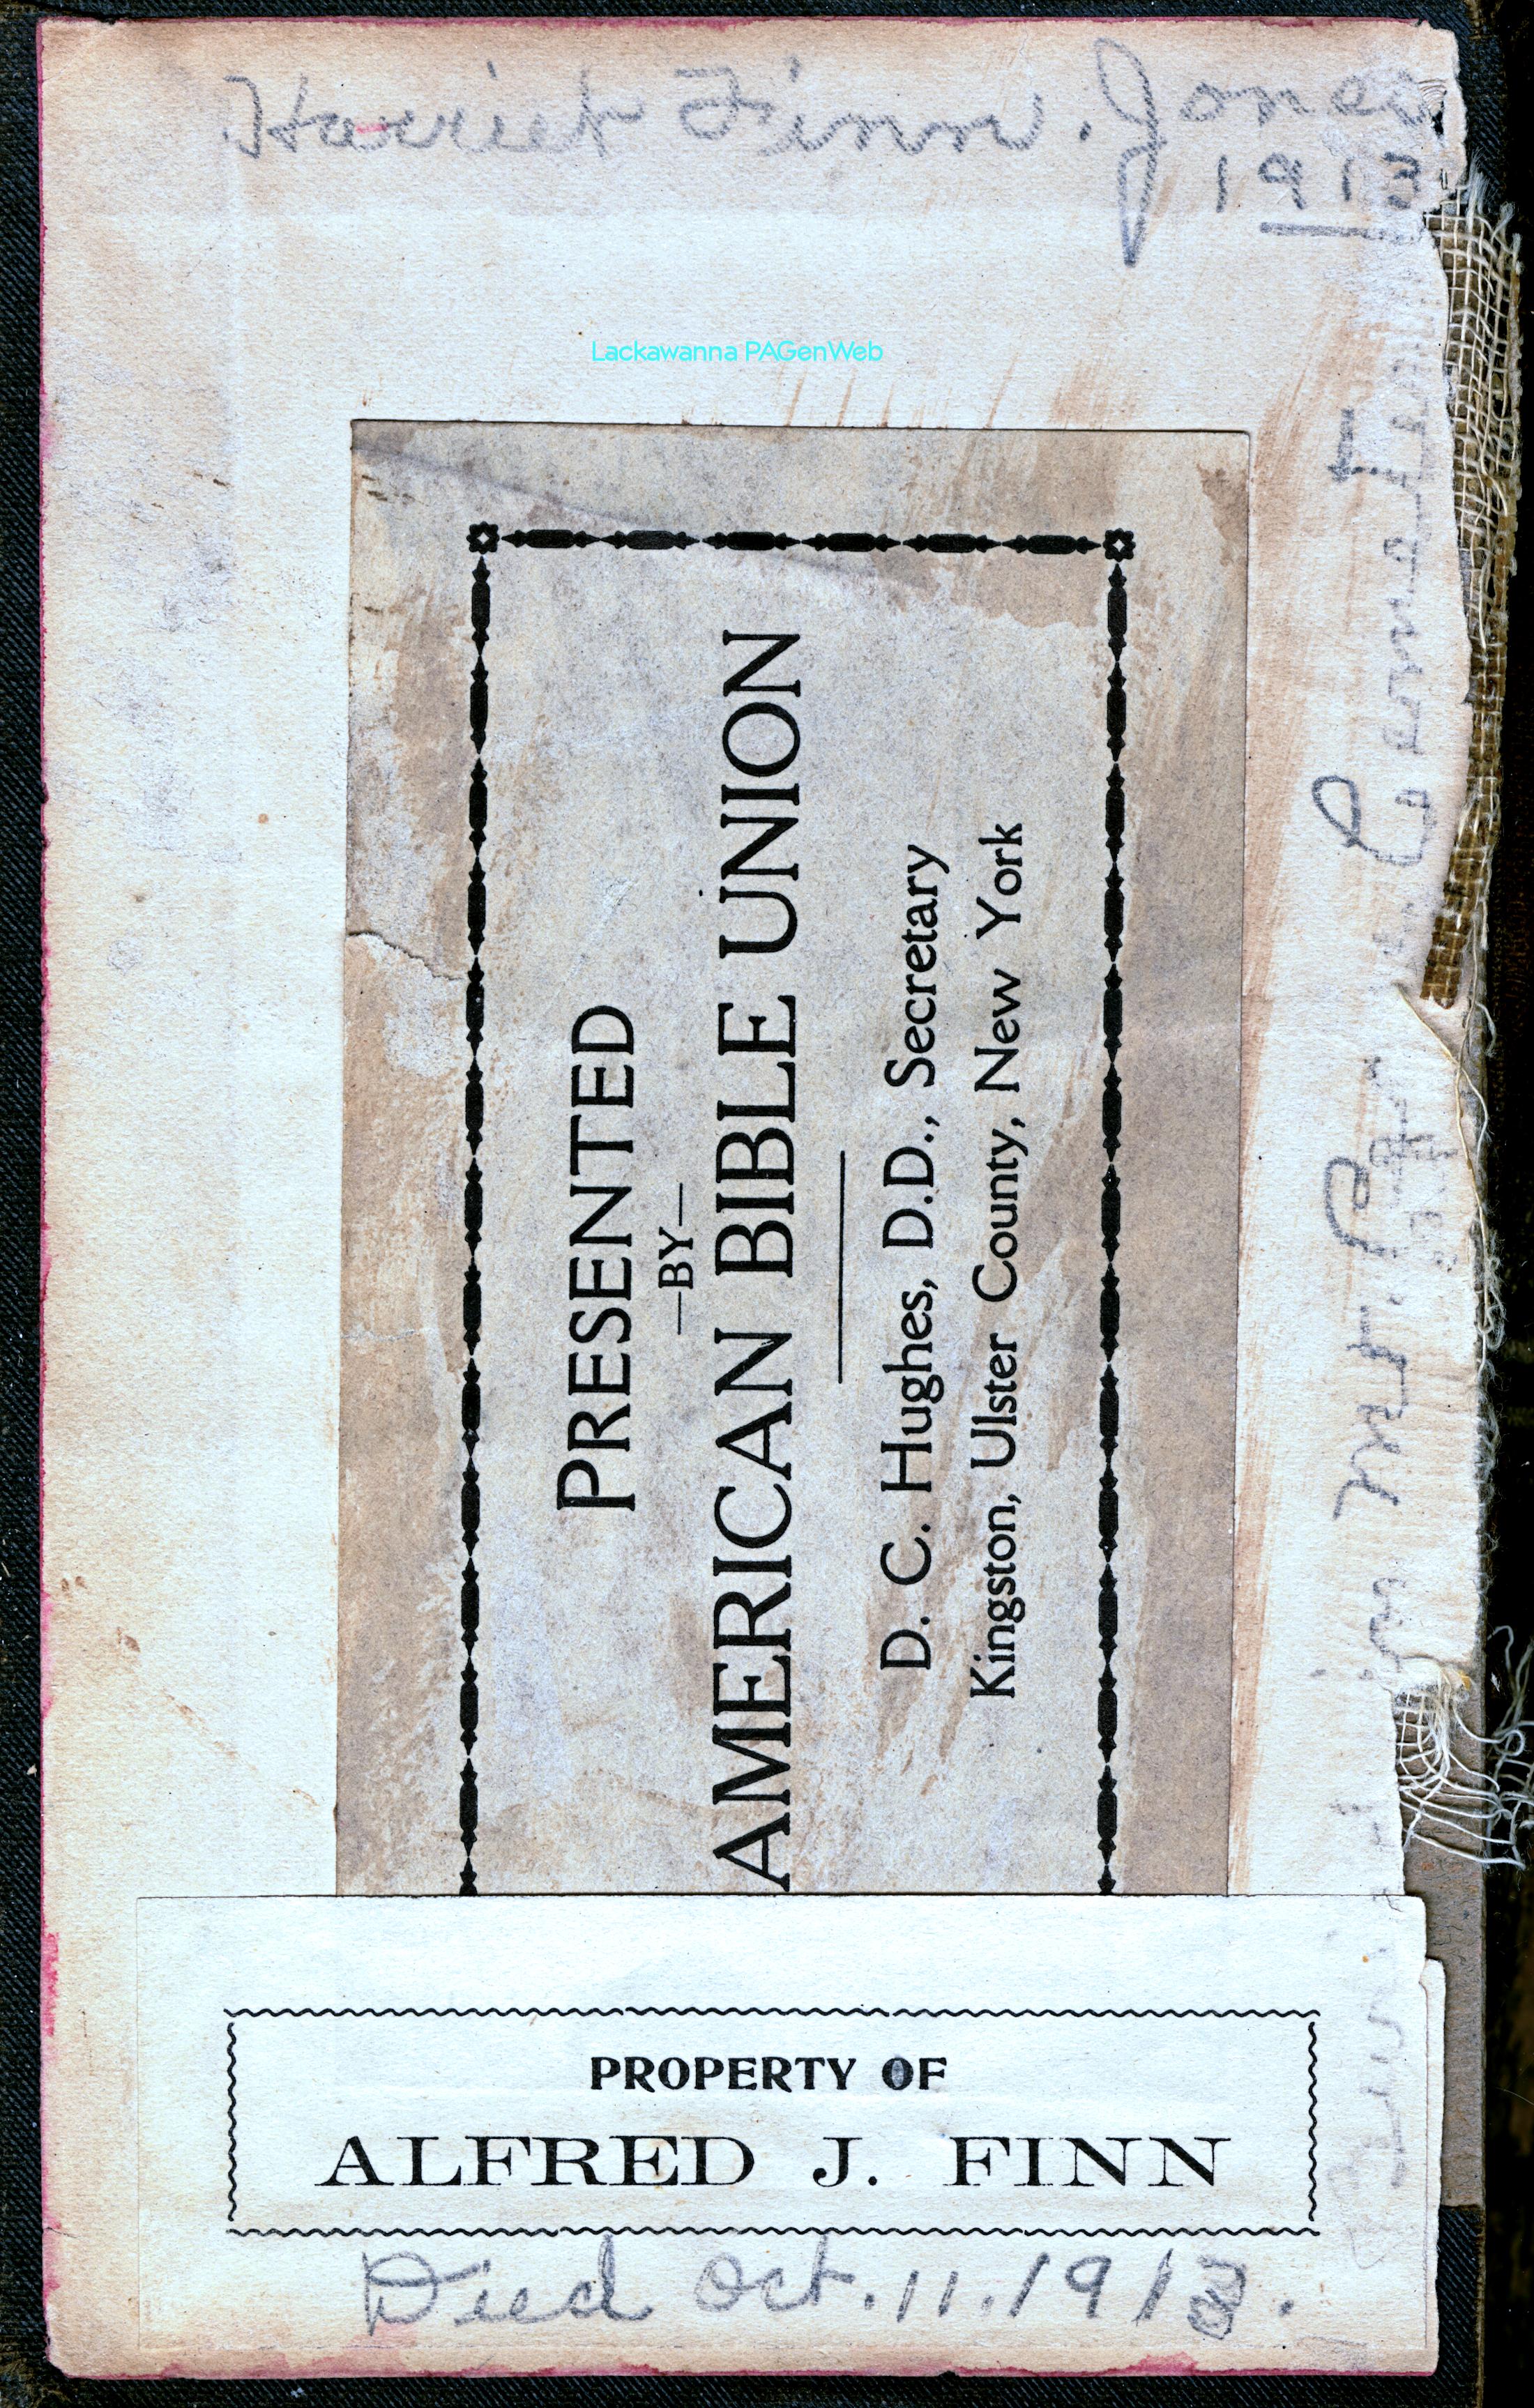 Harriet Finn. Jones
1913
Lackawanna PAGenWeb
PRESENTED
—BY—
AMERICAN BIBLE UNION
D. C. Hughes, D.D., Secretary
Kingston, Ulster County, New York
PROPERTY OF
ALFRED J. FINN
Died Oct. 11. 1913.